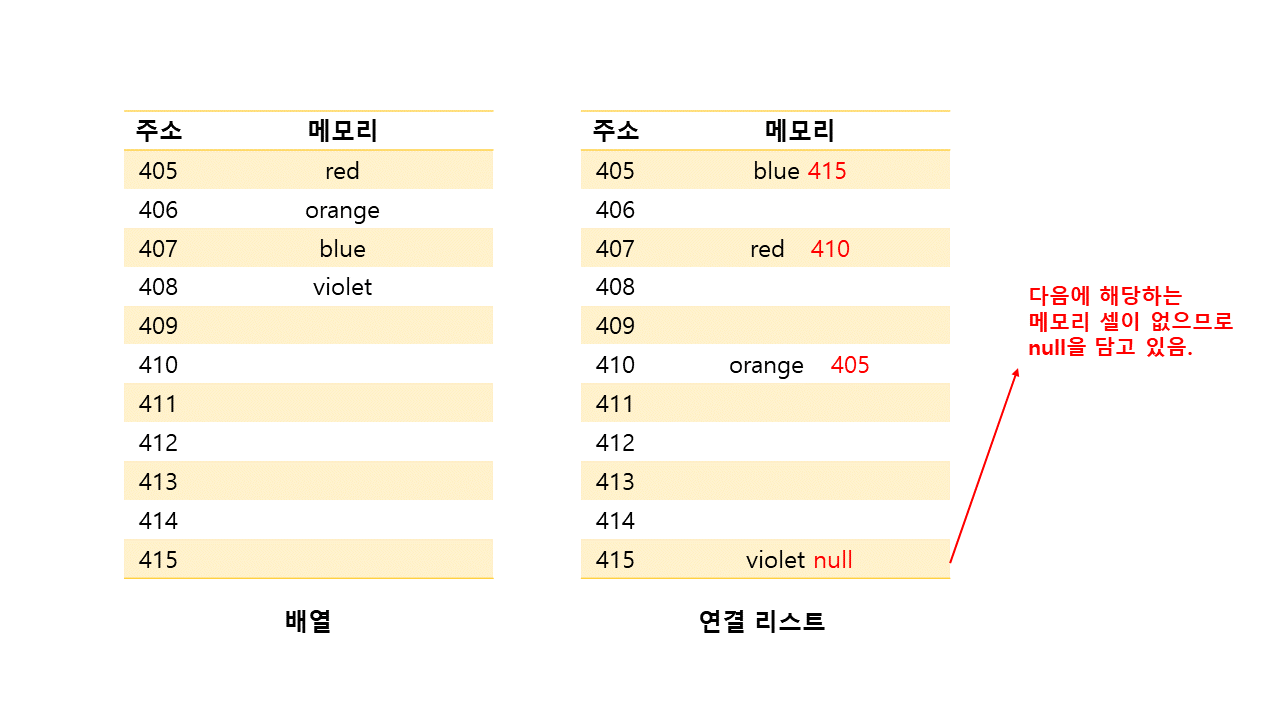 주소 메모리
405 red
406 orange
407 blue
408 violet
409
410
411
412
413
414
415
배열
주소 메모리
405 blue 415
406
407 red 410
408
409
410 orange 405
411
412
413
414
415 violet null
연결 리스트
다음에 해당하는
메모리 셀이 없으므로
null을 담고 있음.